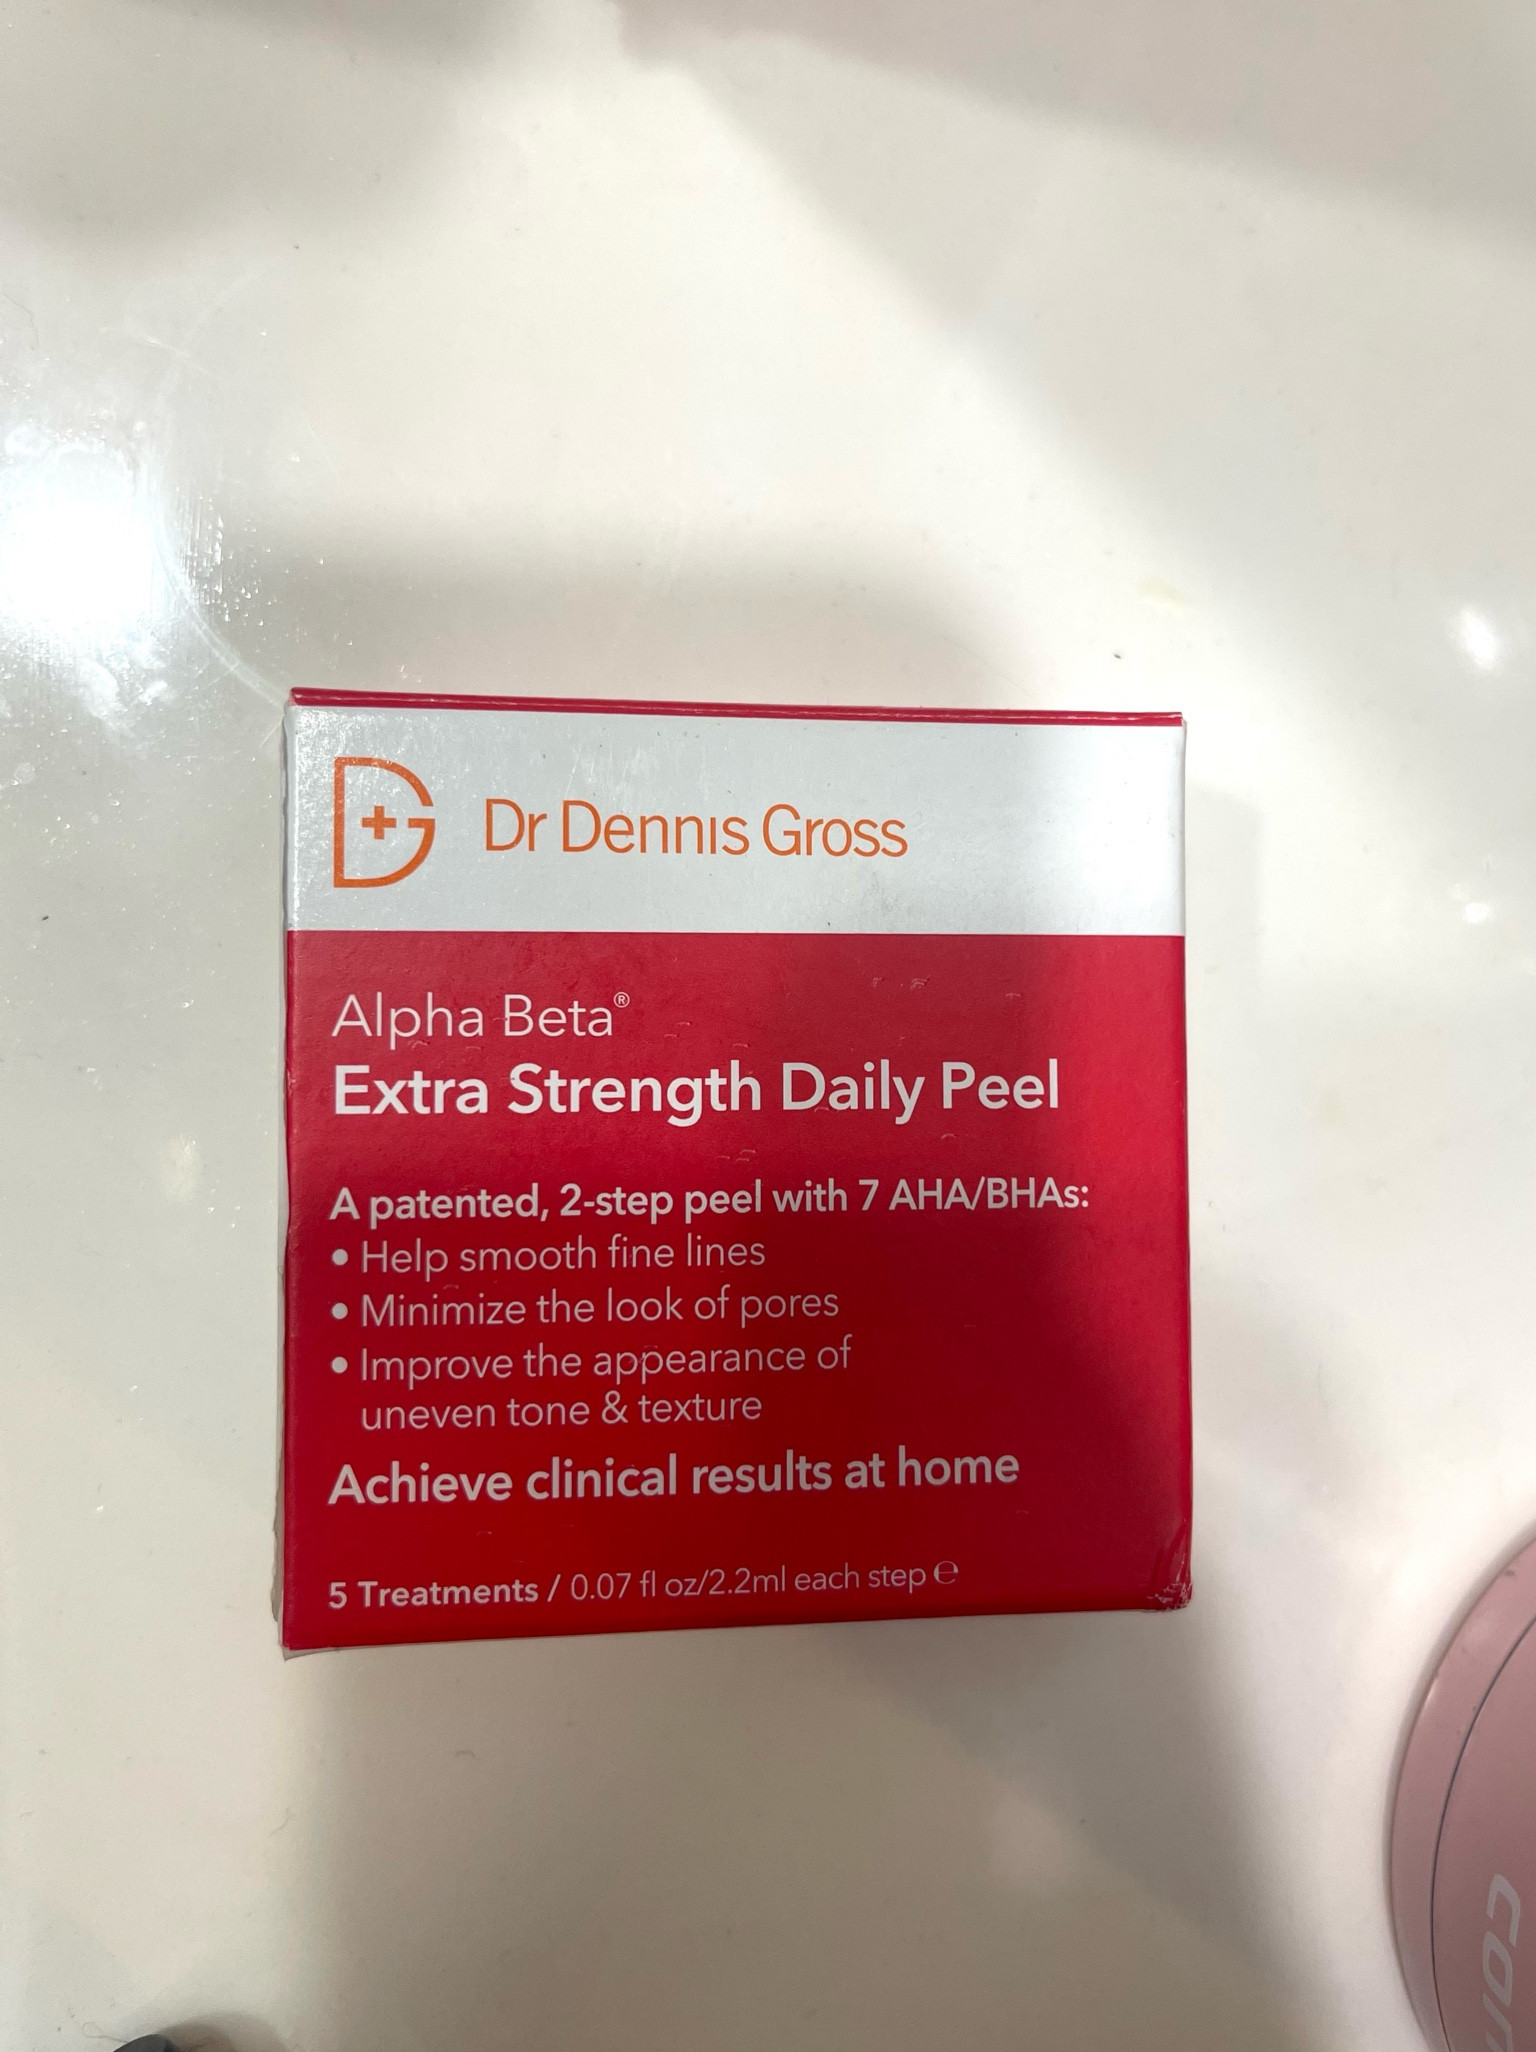 Dr Dennis Gross
Alpha Beta®
Extra Strength Daily Peel
A patented, 2-step peel with 7 AHA/BHAs:
• Help smooth fine lines
• Minimize the look of pores
• Improve the appearance of
uneven tone & texture
Achieve clinical results at home
5 Treatments / 0.07 fl oz/2.2ml each step ℮